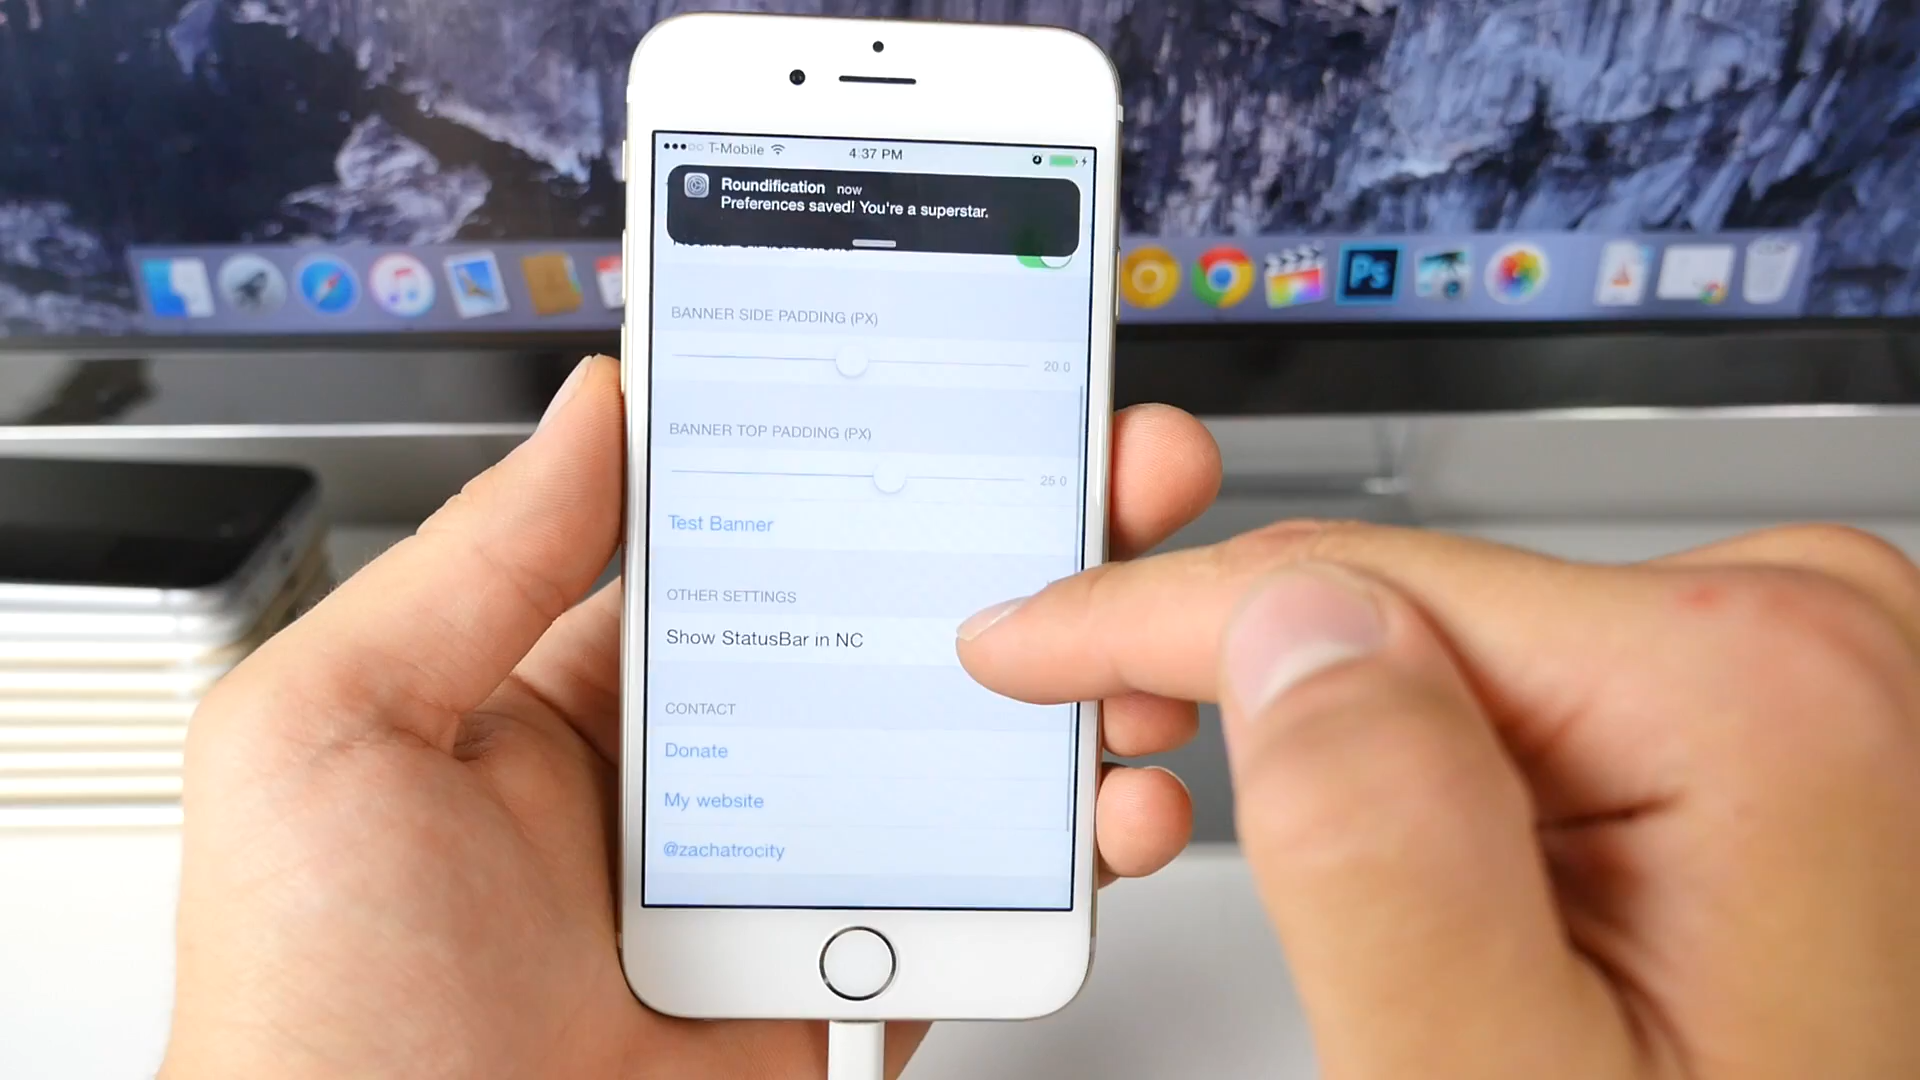 T-Mobile 4:37 PM
Roundification now
Preferences saved! You're a superstar.
BANNER SIDE PADDING (PX)
20.0
BANNER TOP PADDING (PX)
25.0
Test Banner
OTHER SETTINGS
Show StatusBar in NC
CONTACT
Donate
My website
@zachatrocity
Ps